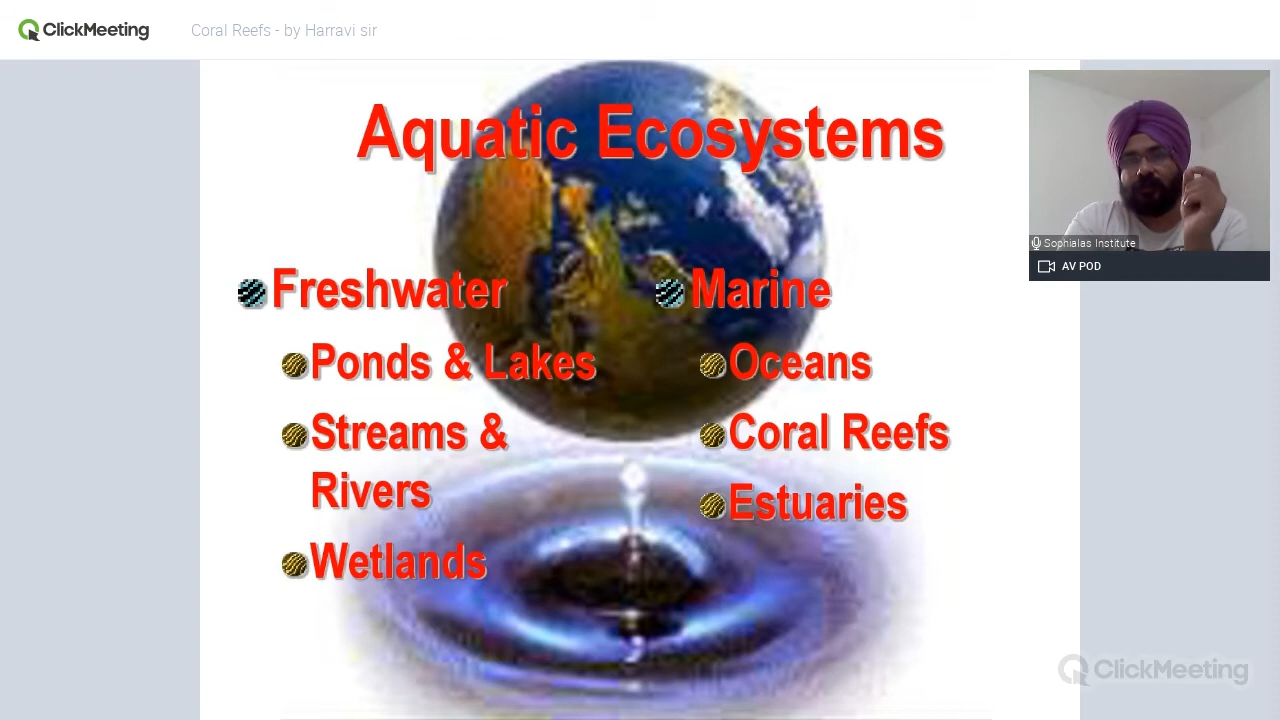 ClickMeeting
Coral Reefs - by Harravi sir
Aquatic Ecosystems
Freshwater
Ponds & Lakes
Streams &
Rivers
Wetlands
Marine
Oceans
Coral Reefs
Estuaries
Sophialas Institute
AV POD
ClickMeeting